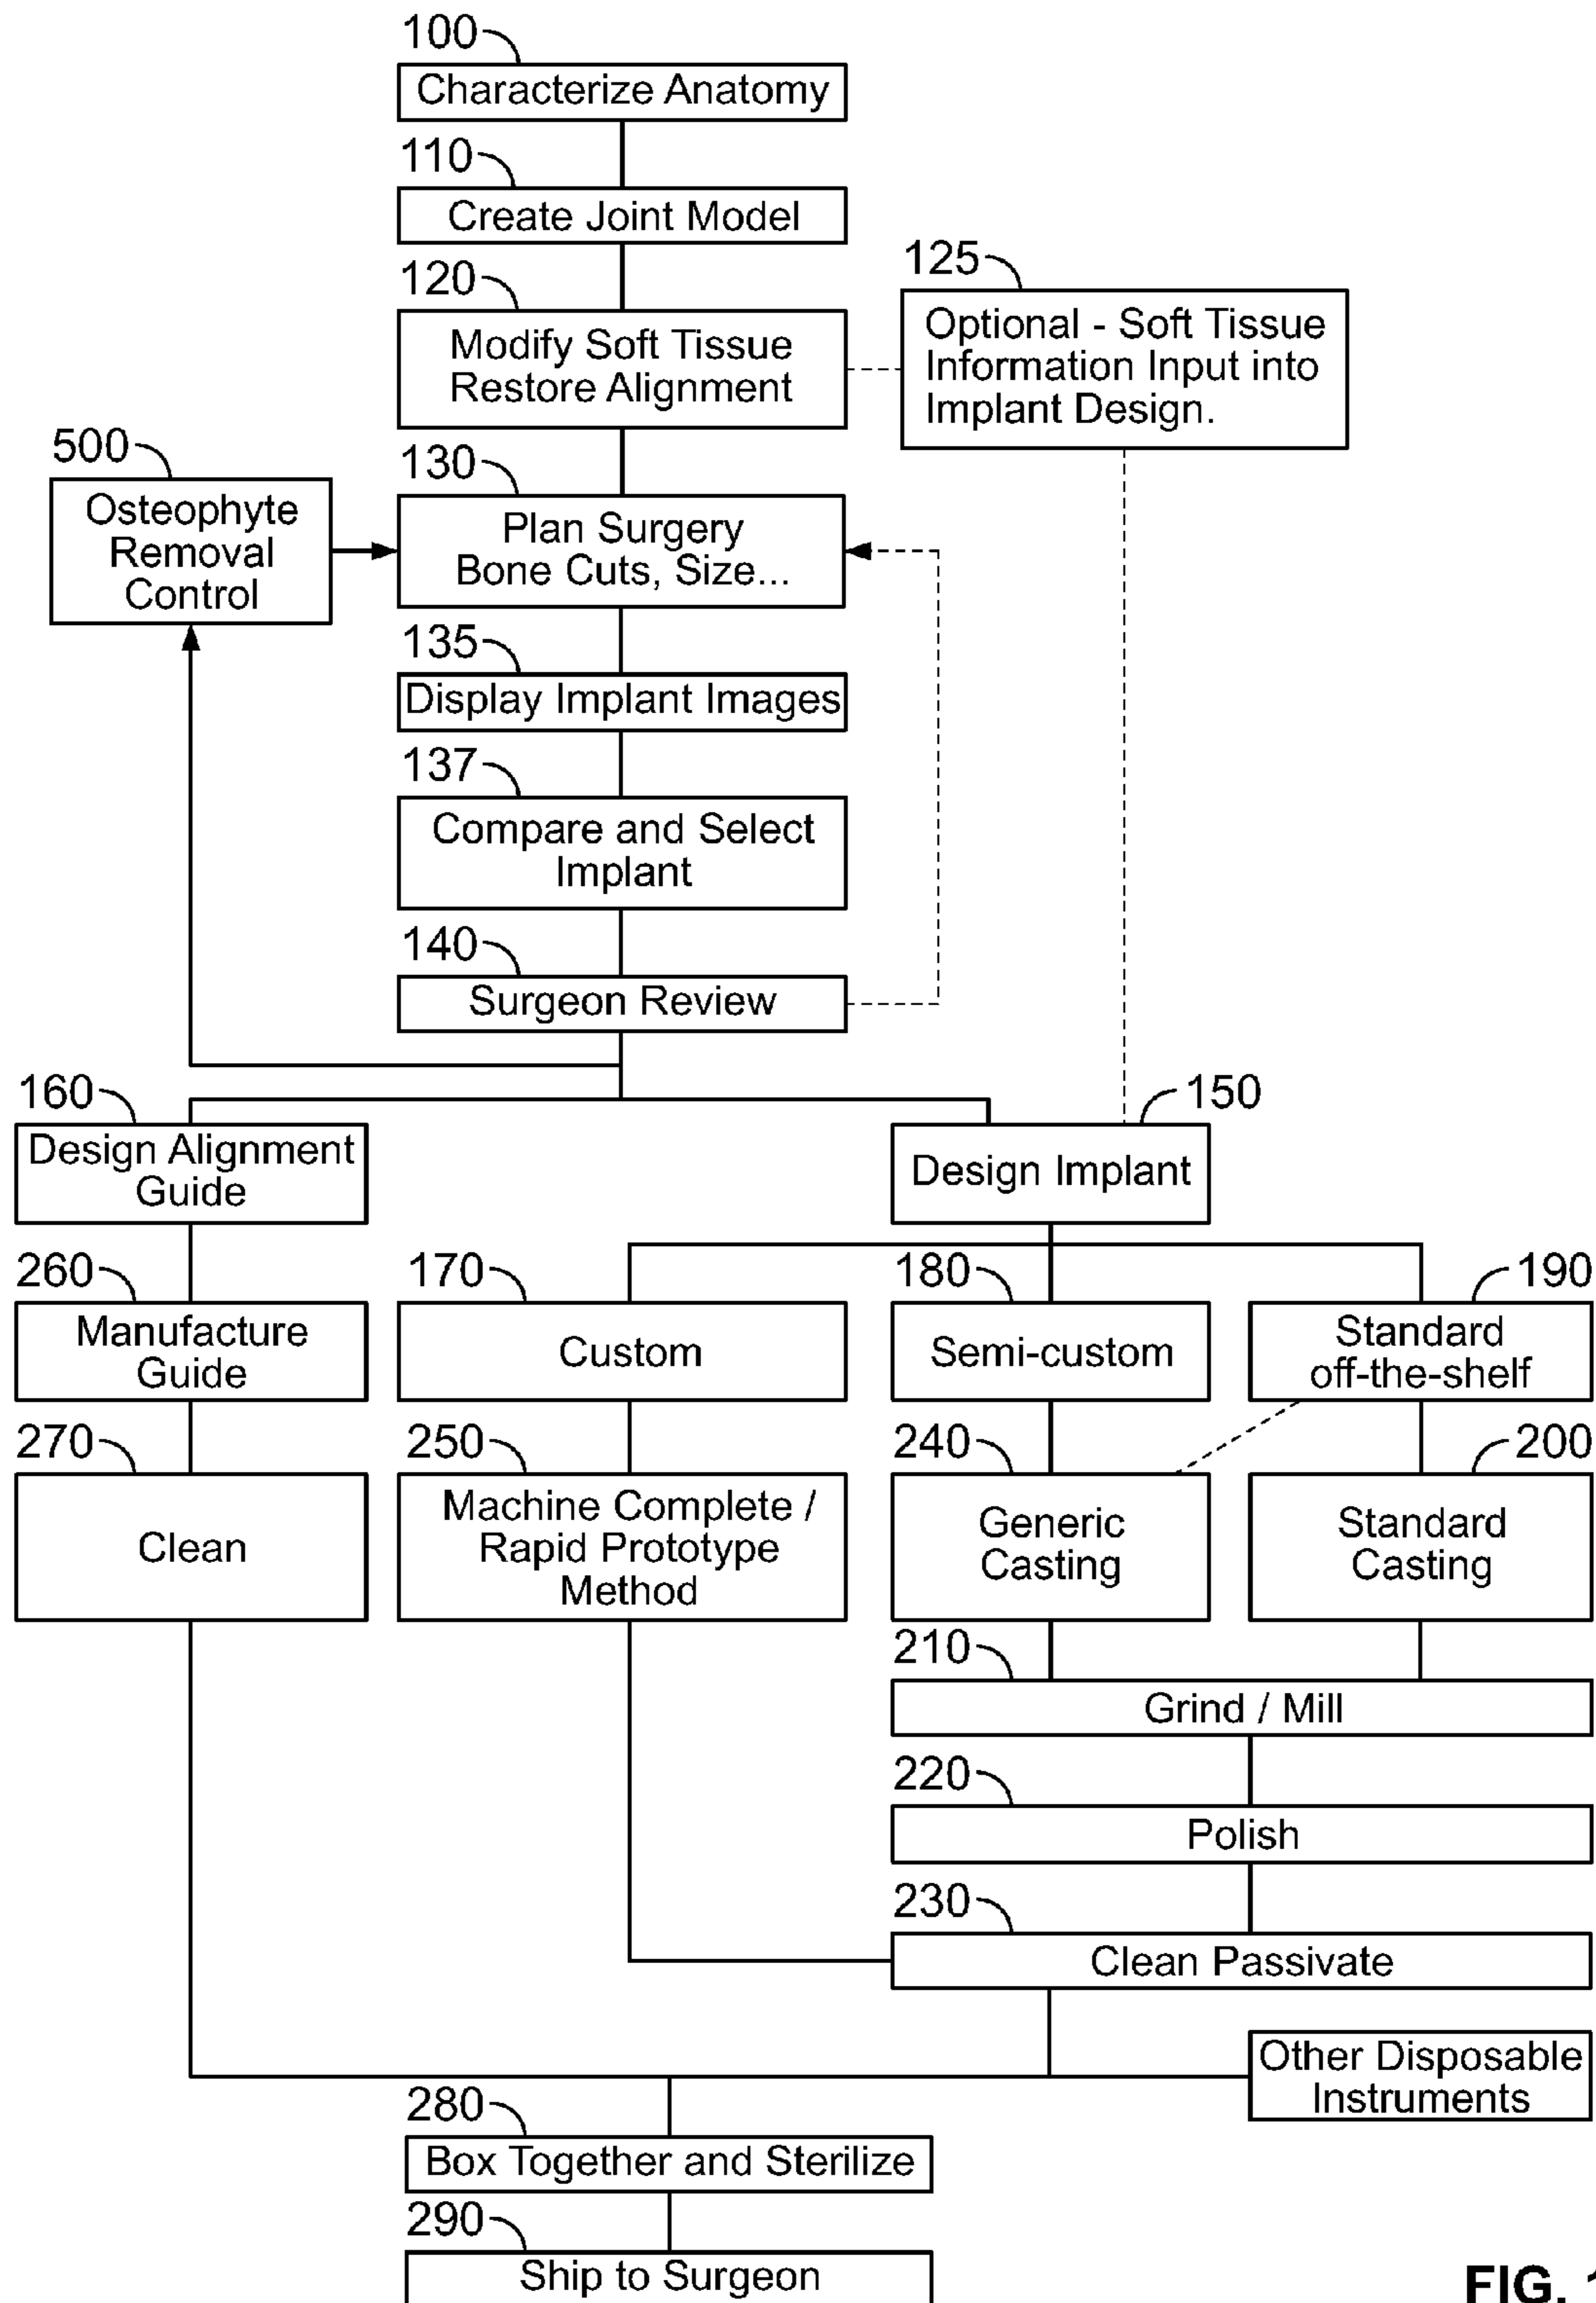 100
Characterize Anatomy
110
Create Joint Model
120
Modify Soft Tissue
Restore Alignment
125
Optional - Soft Tissue
Information Input into
Implant Design.
500
Osteophyte
Removal
Control
130
Plan Surgery
Bone Cuts, Size...
135
Display Implant Images
137
Compare and Select
Implant
140
Surgeon Review
160
Design Alignment
Guide
150
Design Implant
260
Manufacture
Guide
170
Custom
180
Semi-custom
190
Standard
off-the-shelf
270
Clean
250
Machine Complete /
Rapid Prototype
Method
240
Generic
Casting
200
Standard
Casting
210
Grind / Mill
220
Polish
230
Clean Passivate
Other Disposable
Instruments
280
Box Together and Sterilize
290
Ship to Surgeon
FIG.